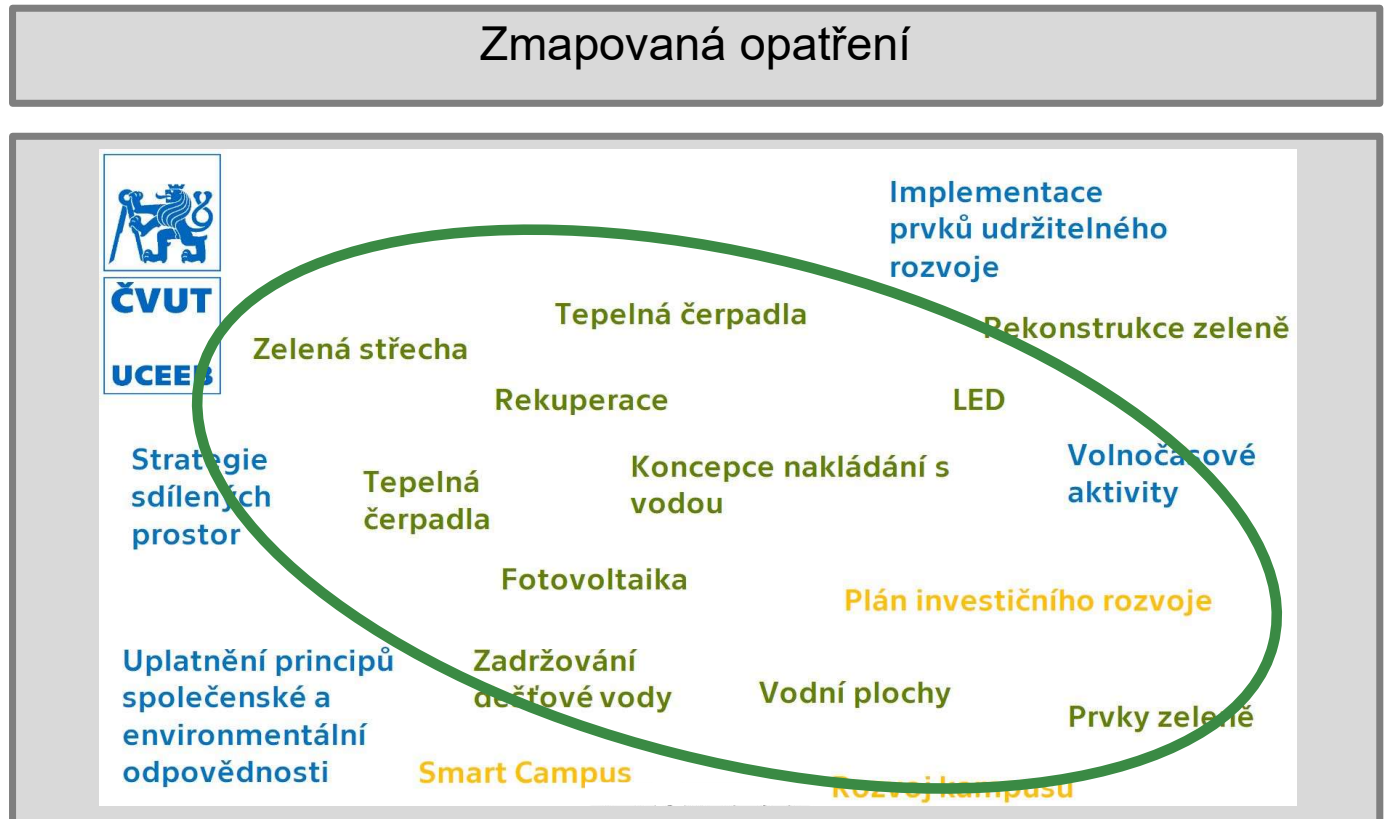 Zmapovaná opatření
ČVUT
UCEEB
Implementace
prvků udržitelného
rozvoje
Tepelná čerpadla
Rekonstrukce zeleně
Zelená střecha
Rekuperace
LED
Strategie
sdílených
prostor
Tepelná
čerpadla
Koncepce nakládání s
vodou
Volnočasové
aktivity
Fotovoltaika
Plán investičního rozvoje
Uplatnění principů
společenské a
environmentální
odpovědnosti
Zadržování
dešťové vody
Vodní plochy
Prvky zeleně
Smart Campus
Rozvoj kampusu